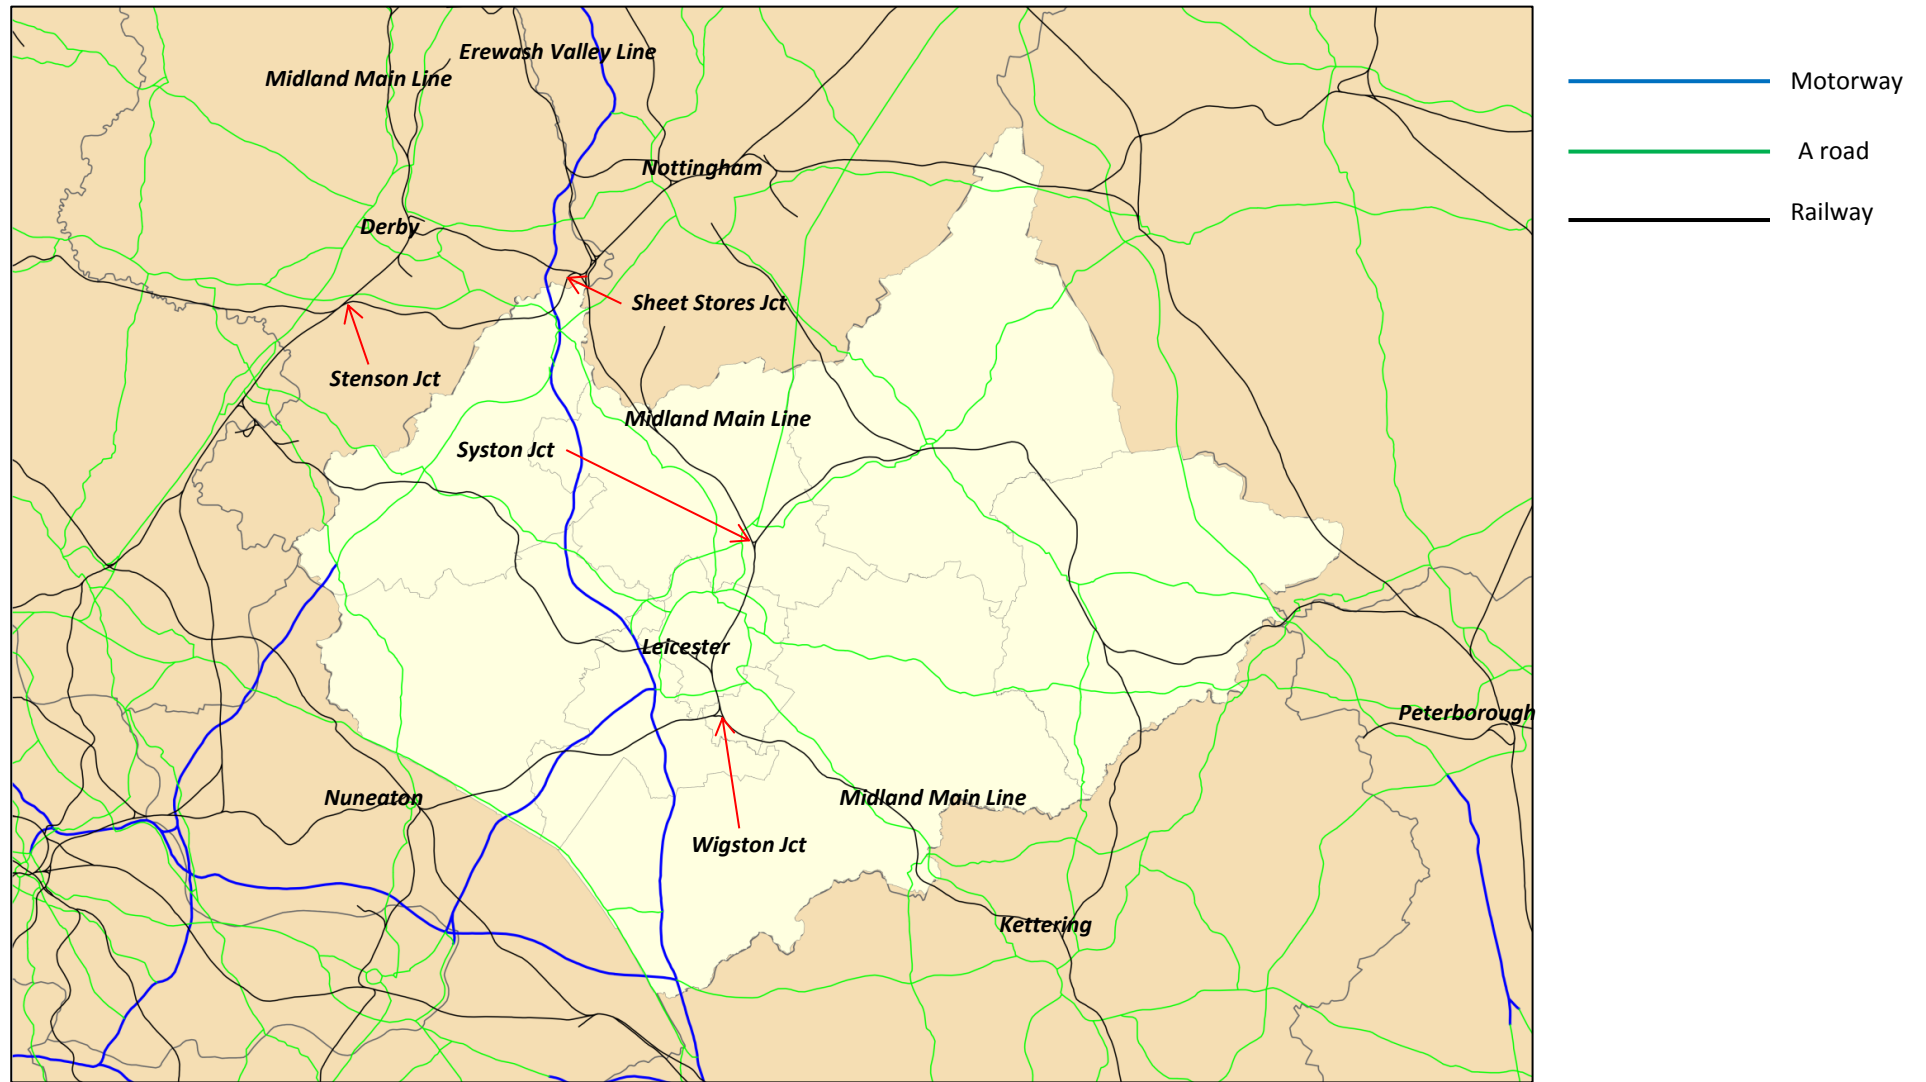 Erewash Valley Line
Midland Main Line
Motorway
A road
Nottingham
Railway
Derby
Sheet Stores Jct
Stenson Jct
Midland Main Line
Syston Jct
Leicester
Peterborough
Nuneaton
Midland Main Line
Wigston Jct
Kettering